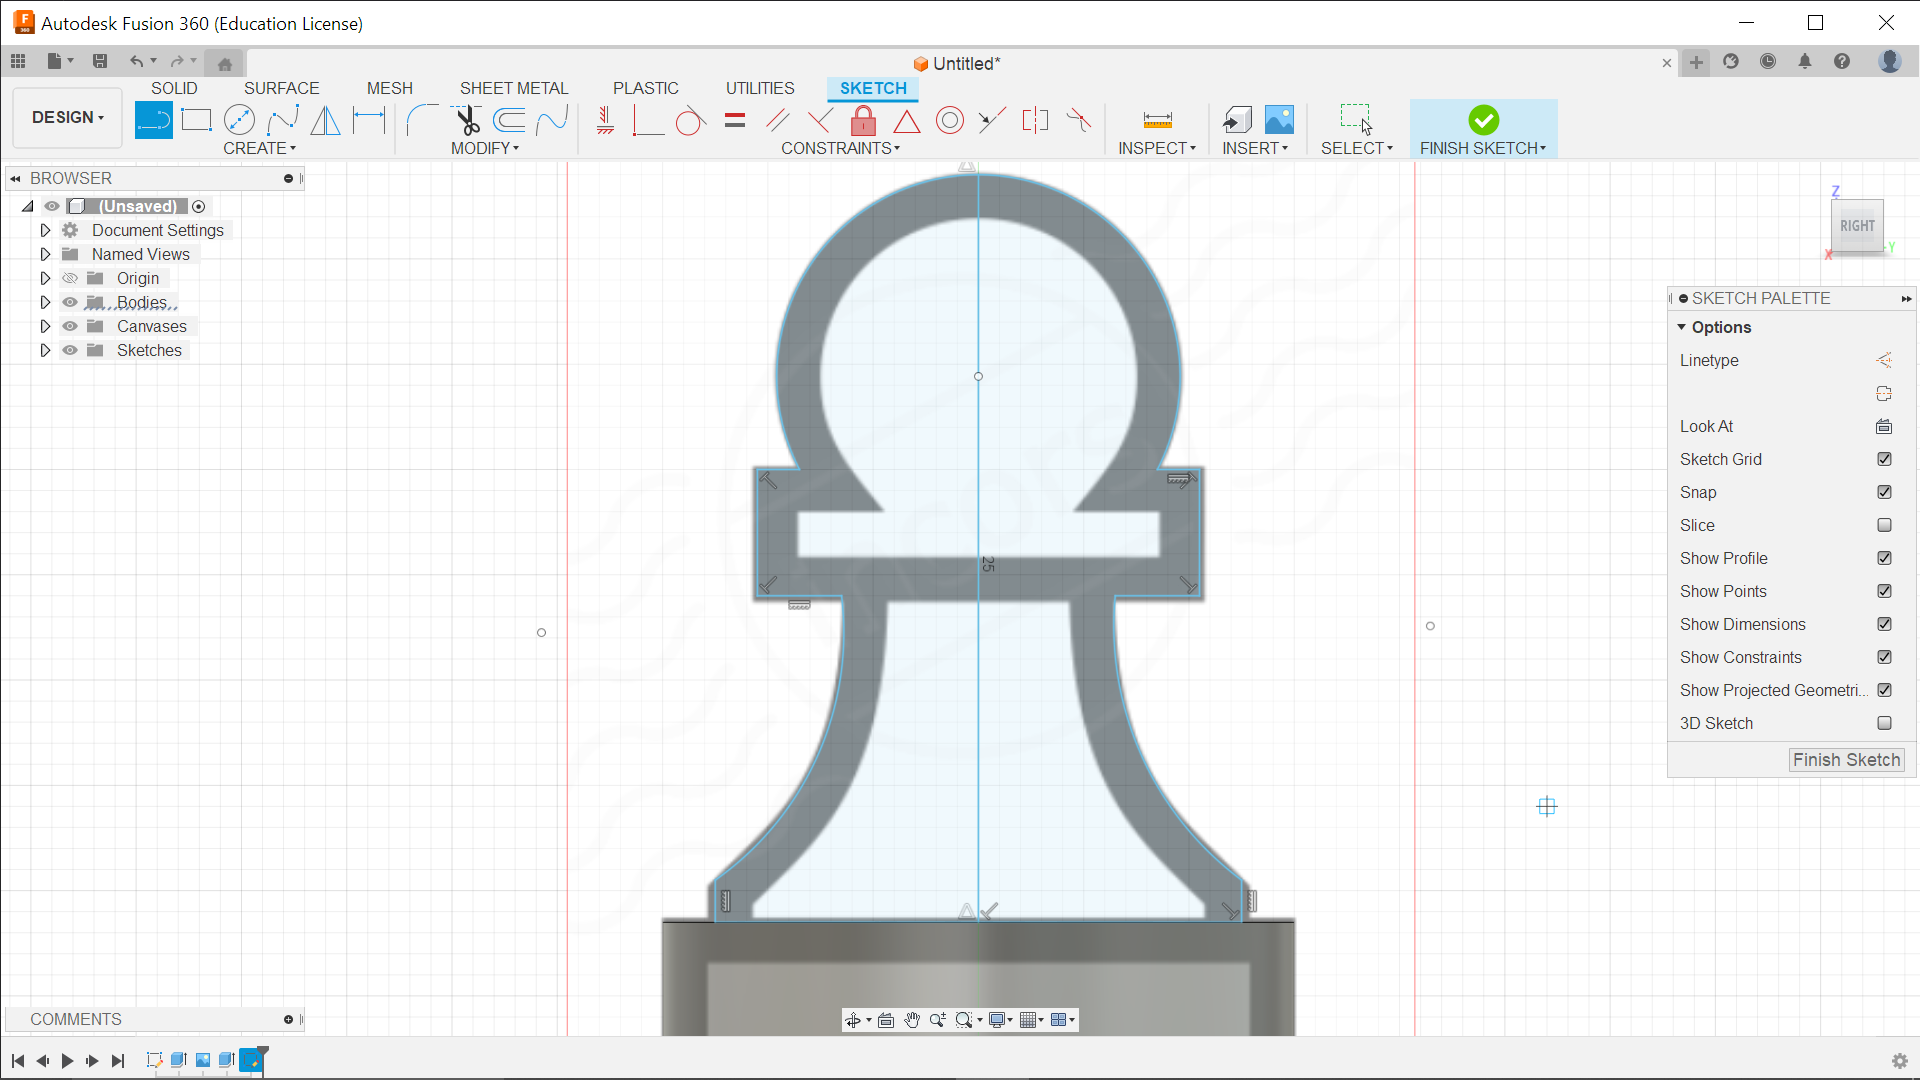 Autodesk Fusion 360 (Education License)
Untitled*
SOLID SURFACE MESH SHEET METAL PLASTIC UTILITIES SKETCH
DESIGN
CREATE MODIFY CONSTRAINTS INSPECT INSERT SELECT FINISH SKETCH
BROWSER
(Unsaved)
Document Settings
Named Views
Origin
Bodies
Canvases
Sketches
Z
RIGHT
Y
X
25
SKETCH PALETTE
Options
Linetype
Look At
Sketch Grid
Snap
Slice
Show Profile
Show Points
Show Dimensions
Show Constraints
Show Projected Geometri...
3D Sketch
Finish Sketch
COMMENTS